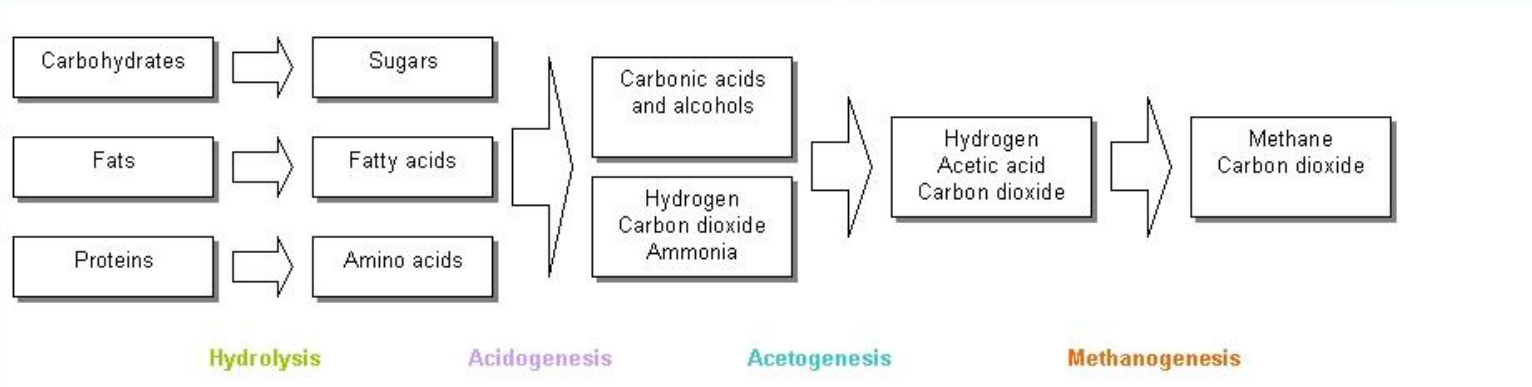 Carbohydrates
Sugars
Fats
Fatty acids
Proteins
Amino acids
Carbonic acids
and alcohols
Hydrogen
Carbon dioxide
Ammonia
Hydrogen
Acetic acid
Carbon dioxide
Methane
Carbon dioxide
Hydrolysis
Acidogenesis
Acetogenesis
Methanogenesis